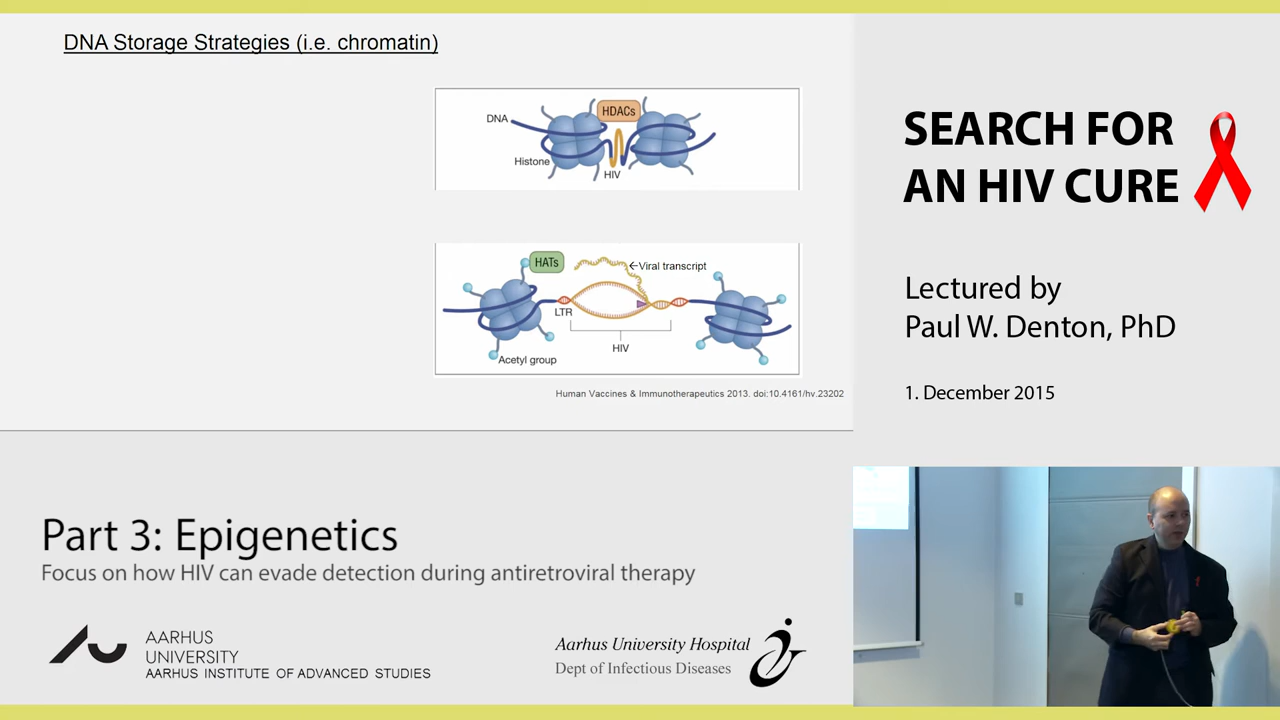 DNA Storage Strategies (i.e. chromatin)
HDACs
DNA
Histone
HIV
HATs
←Viral transcript
LTR
HIV
Acetyl group
Human Vaccines & Immunotherapeutics 2013. doi:10.4161/hv.23202
SEARCH FOR
AN HIV CURE
Lectured by
Paul W. Denton, PhD
1. December 2015
Part 3: Epigenetics
Focus on how HIV can evade detection during antiretroviral therapy
AARHUS
UNIVERSITY
AARHUS INSTITUTE OF ADVANCED STUDIES
Aarhus University Hospital
Dept of Infectious Diseases